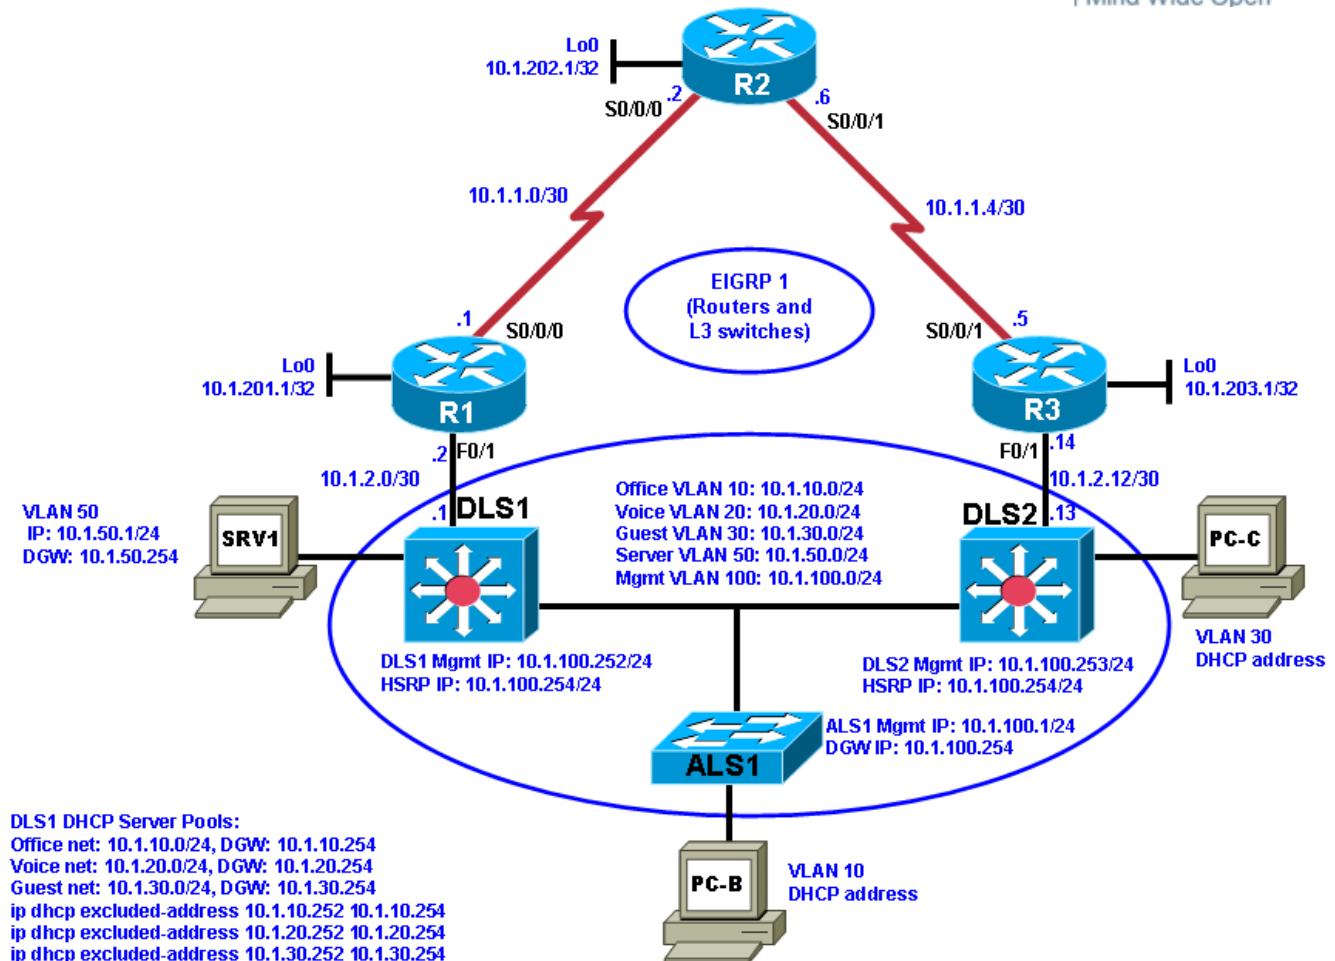 | Mind Wide Open
Lo0
10.1.202.1/32
R2
.2
S0/0/0
.6
S0/0/1
10.1.1.0/30
10.1.1.4/30
EIGRP 1
(Routers and
L3 switches)
.1
S0/0/0
S0/0/1
.5
Lo0
10.1.201.1/32
R1
R3
Lo0
10.1.203.1/32
.2
F0/1
F0/1
.14
10.1.2.0/30
10.1.2.12/30
VLAN 50
IP: 10.1.50.1/24
DGW: 10.1.50.254
SRV1
.1
DLS1
Office VLAN 10: 10.1.10.0/24
Voice VLAN 20: 10.1.20.0/24
Guest VLAN 30: 10.1.30.0/24
Server VLAN 50: 10.1.50.0/24
Mgmt VLAN 100: 10.1.100.0/24
DLS2
.13
PC-C
VLAN 30
DHCP address
DLS1 Mgmt IP: 10.1.100.252/24
HSRP IP: 10.1.100.254/24
DLS2 Mgmt IP: 10.1.100.253/24
HSRP IP: 10.1.100.254/24
ALS1 Mgmt IP: 10.1.100.1/24
DGW IP: 10.1.100.254
ALS1
PC-B
VLAN 10
DHCP address
DLS1 DHCP Server Pools:
Office net: 10.1.10.0/24, DGW: 10.1.10.254
Voice net: 10.1.20.0/24, DGW: 10.1.20.254
Guest net: 10.1.30.0/24, DGW: 10.1.30.254
ip dhcp excluded-address 10.1.10.252 10.1.10.254
ip dhcp excluded-address 10.1.20.252 10.1.20.254
ip dhcp excluded-address 10.1.30.252 10.1.30.254